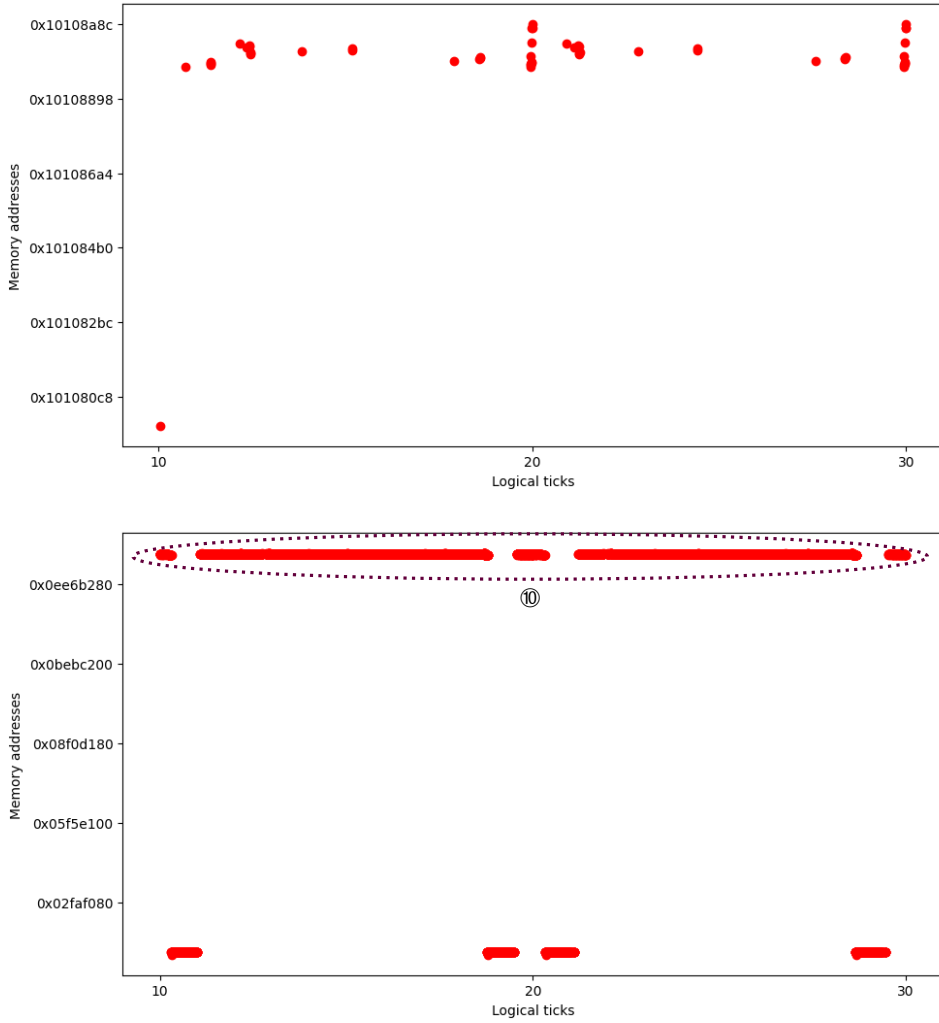 0x10108a8c
0x10108898
0x101086a4
0x101084b0
0x101082bc
0x101080c8
Memory addresses
10 20 30
Logical ticks
0x0ee6b280
0x0bebc200
0x08f0d180
0x05f5e100
0x02faf080
Memory addresses
⑩
10 20 30
Logical ticks